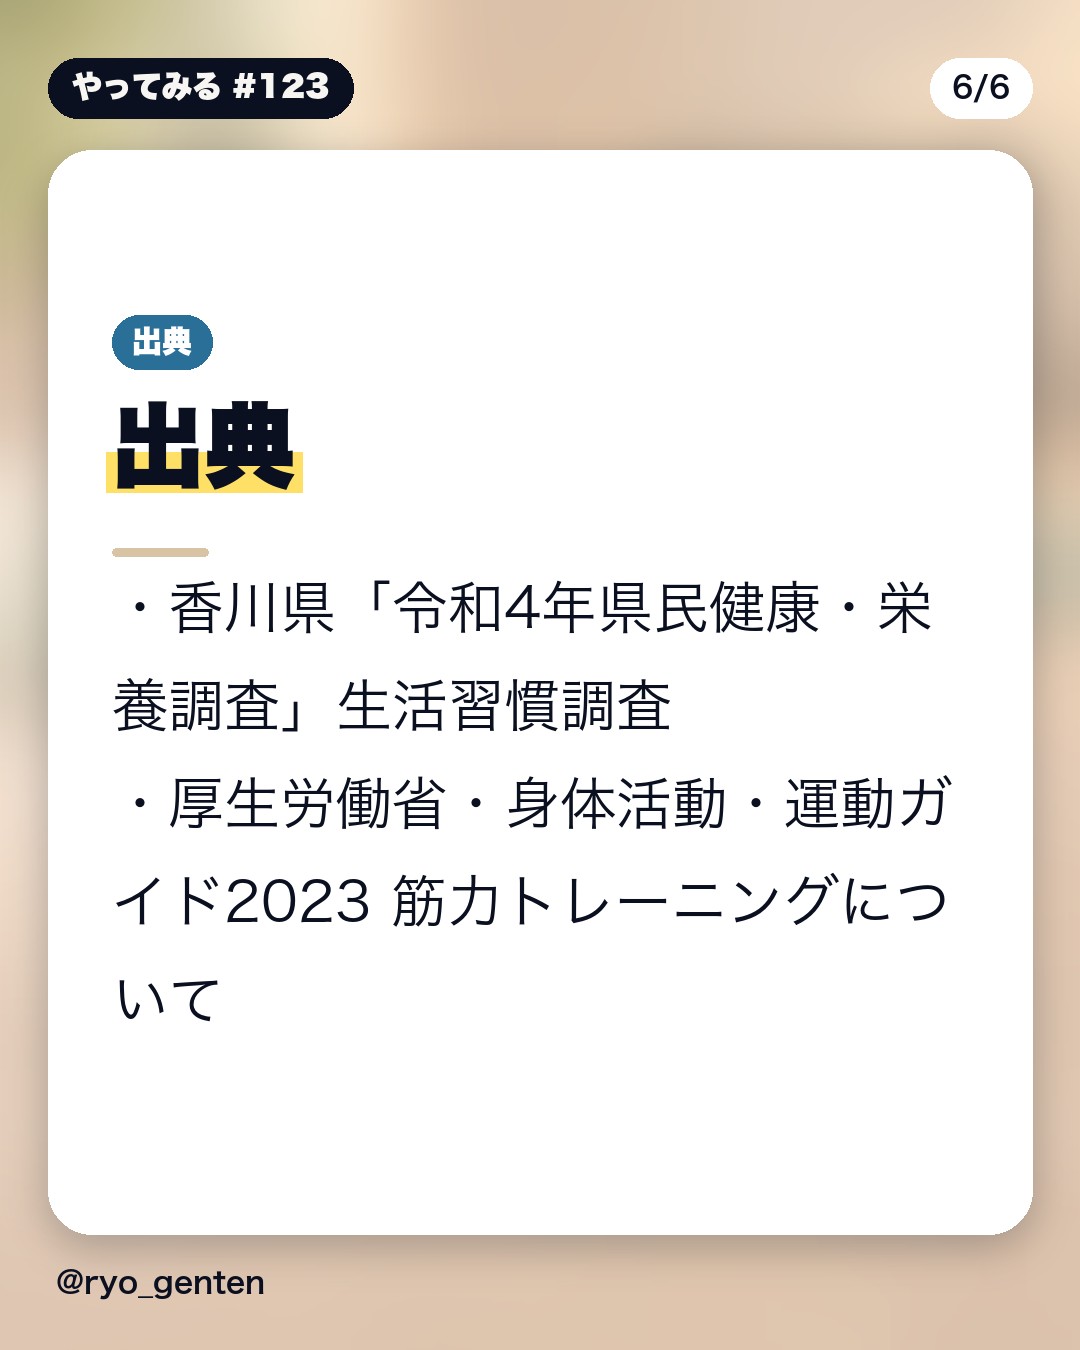 やってみる #123
6/6
出典
出典
・香川県「令和4年県民健康・栄
養調査」生活習慣調査
・厚生労働省・身体活動・運動ガ
イド2023 筋力トレーニングにつ
いて
@ryo_genten